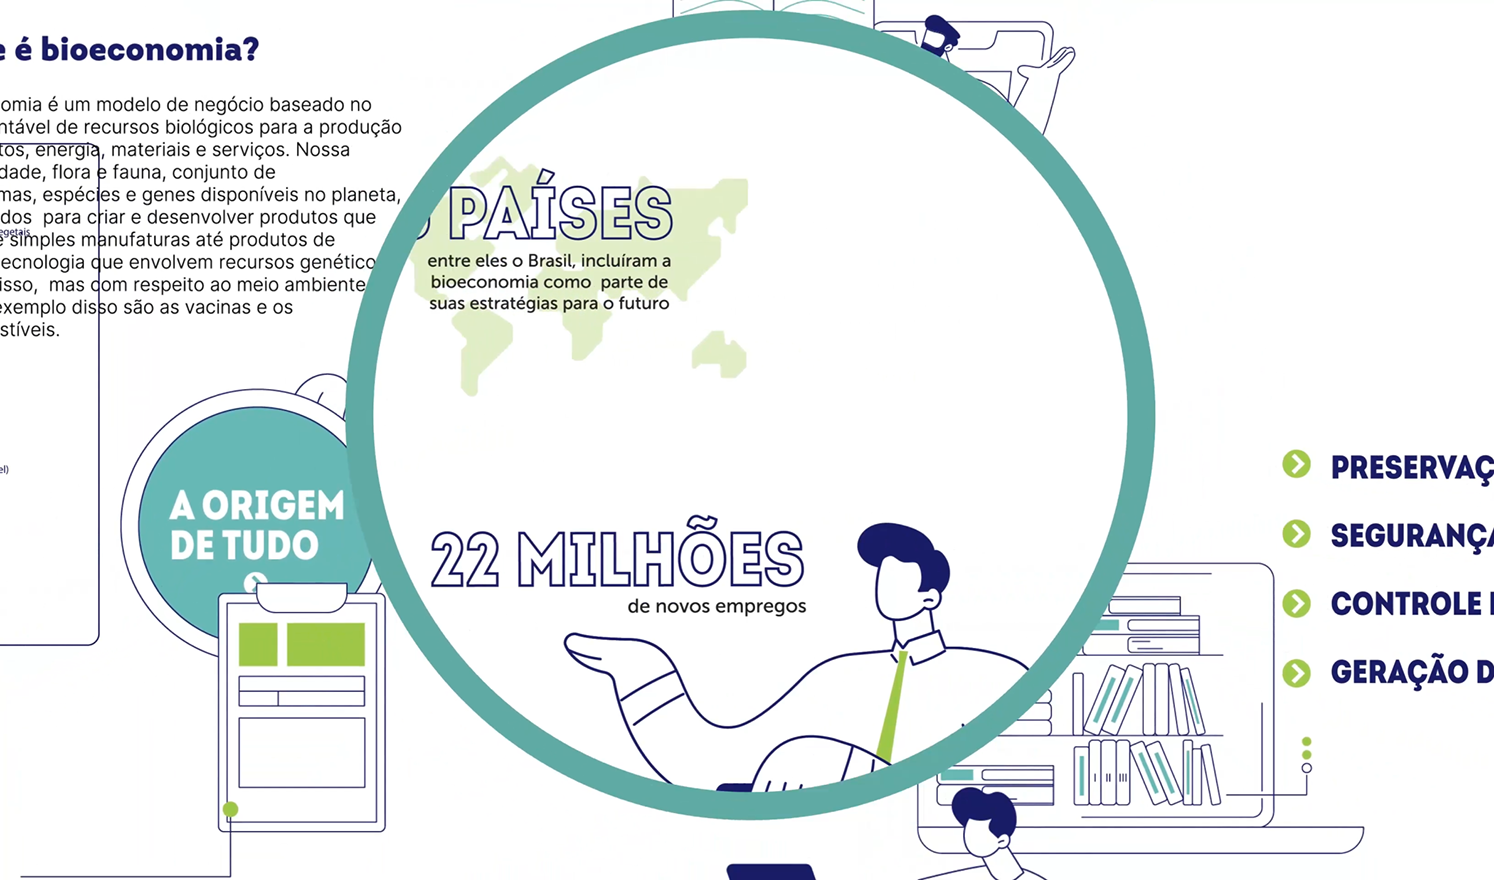 e é bioeconomia?
omia é um modelo de negócio baseado no
ntável de recursos biológicos para a produção
tos, energia, materiais e serviços. Nossa
dade, flora e fauna, conjunto de
mas, espécies e genes disponíveis no planeta,
dos para criar e desenvolver produtos que
e simples manufaturas até produtos de
ecnologia que envolvem recursos genético
isso, mas com respeito ao meio ambiente
exemplo disso são as vacinas e os
stíveis.
egetais
el)
PAÍSES
entre eles o Brasil, incluíram a
bioeconomia como parte de
suas estratégias para o futuro
A ORIGEM
DE TUDO
22 MILHÕES
de novos empregos
PRESERVAÇ
SEGURANÇA
CONTROLE
GERAÇÃO D